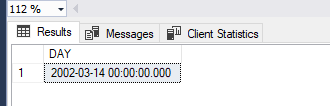 112 %
Results Messages Client Statistics
DAY
1 2002-03-14 00:00:00.000